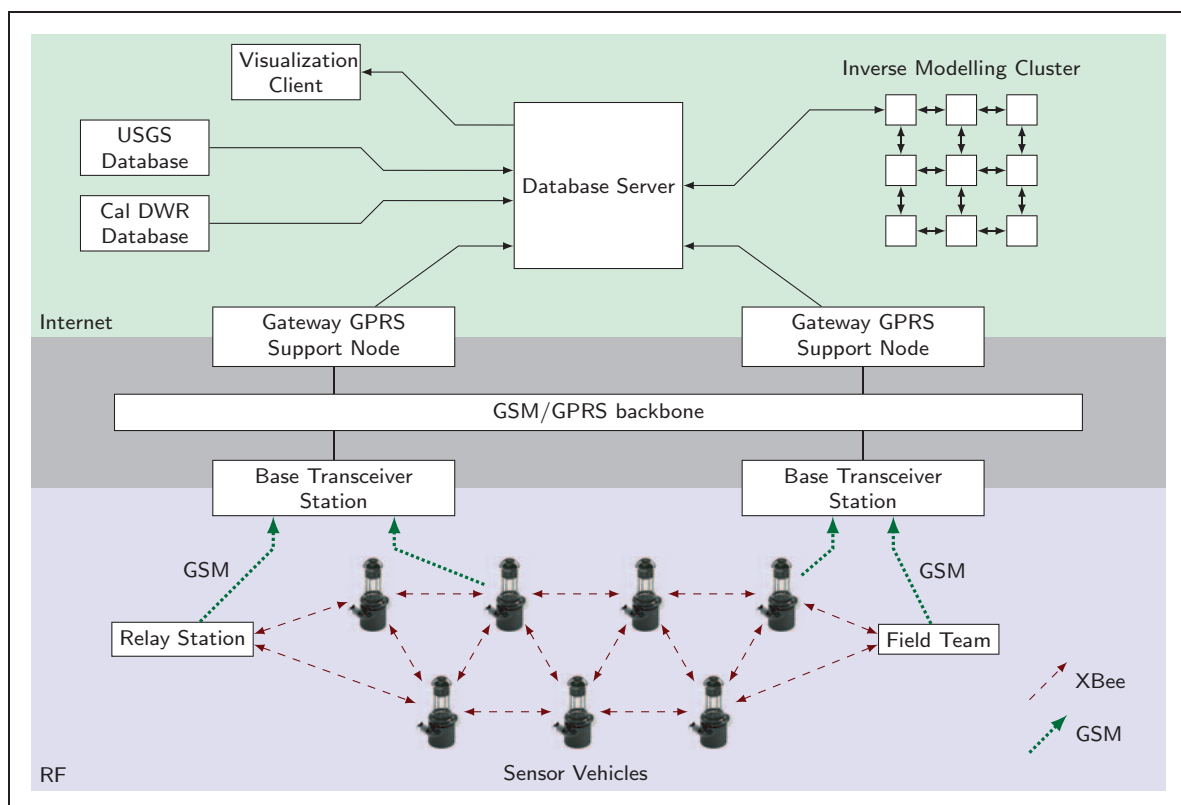 Visualization
Client
Inverse Modelling Cluster
USGS
Database
Database Server
Cal DWR
Database
Internet
Gateway GPRS
Support Node
Gateway GPRS
Support Node
GSM/GPRS backbone
Base Transceiver
Station
Base Transceiver
Station
GSM
GSM
Relay Station
Field Team
XBee
GSM
Sensor Vehicles
RF